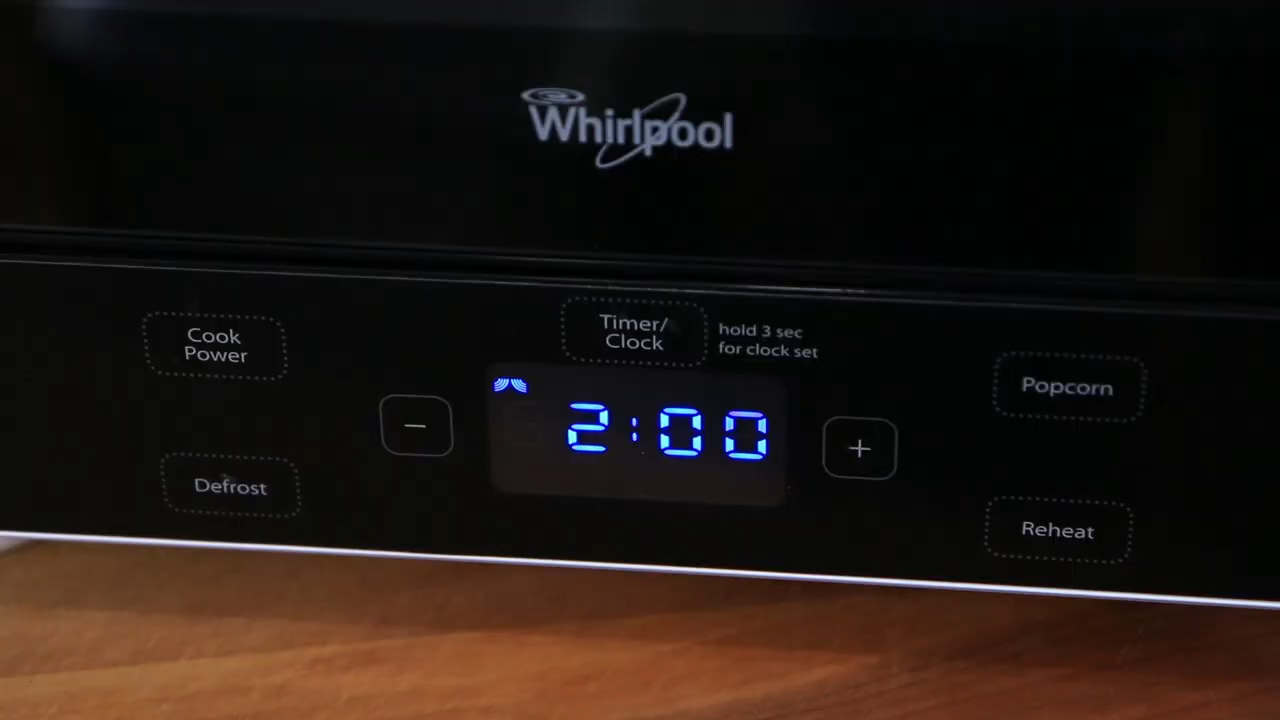 Whirlpool
Timer/
Clock
hold 3 sec
for clock set
Cook
Power
Popcorn
−
2:00
+
Defrost
Reheat